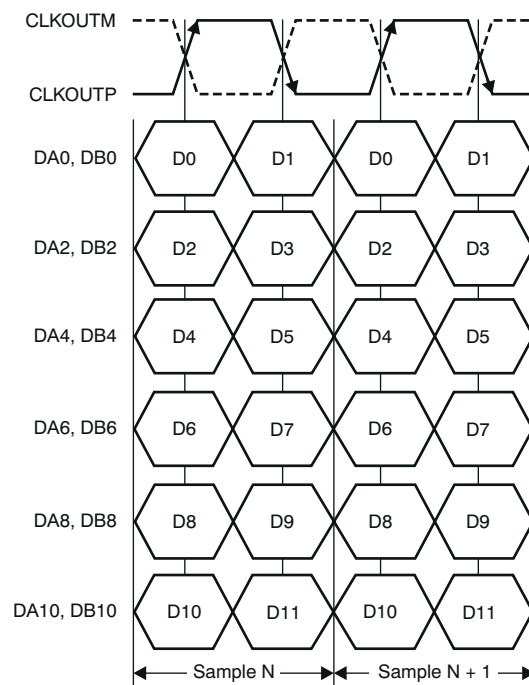 CLKOUTM
CLKOUTP
DA0, DB0 D0 D1 D0 D1
DA2, DB2 D2 D3 D2 D3
DA4, DB4 D4 D5 D4 D5
DA6, DB6 D6 D7 D6 D7
DA8, DB8 D8 D9 D8 D9
DA10, DB10 D10 D11 D10 D11
Sample N Sample N + 1